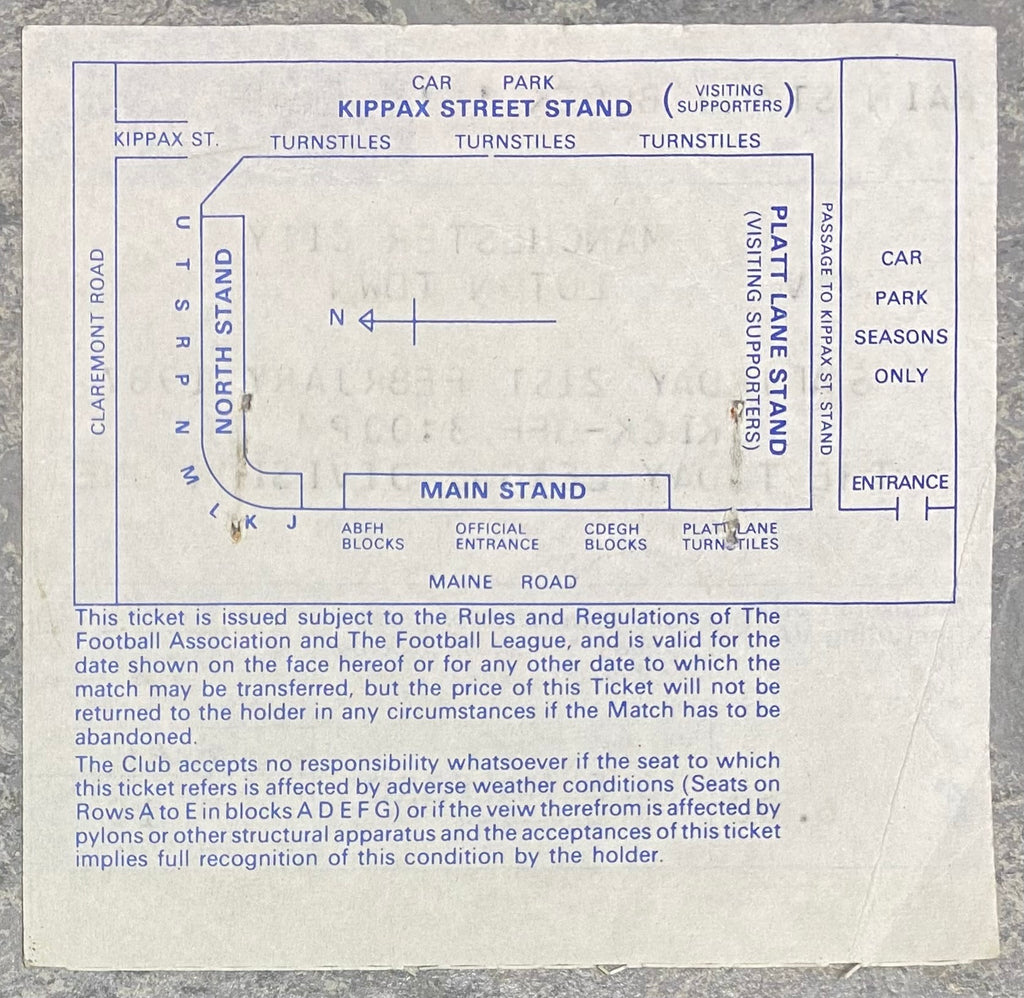 CAR PARK
KIPPAX STREET STAND (VISITING SUPPORTERS)
KIPPAX ST. TURNSTILES TURNSTILES TURNSTILES
CLAREMONT ROAD
U T S R P N M L K J
NORTH STAND
N
PLATT LANE STAND
(VISITING SUPPORTERS)
PASSAGE TO KIPPAX ST. STAND
CAR
PARK
SEASONS
ONLY
ENTRANCE
MAIN STAND
ABFH
BLOCKS
OFFICIAL
ENTRANCE
CDEGH
BLOCKS
PLATT LANE
TURNSTILES
MAINE ROAD
This ticket is issued subject to the Rules and Regulations of The
Football Association and The Football League, and is valid for the
date shown on the face hereof or for any other date to which the
match may be transferred, but the price of this Ticket will not be
returned to the holder in any circumstances if the Match has to be
abandoned.
The Club accepts no responsibility whatsoever if the seat to which
this ticket refers is affected by adverse weather conditions (Seats on
Rows A to E in blocks A D E F G) or if the veiw therefrom is affected by
pylons or other structural apparatus and the acceptances of this ticket
implies full recognition of this condition by the holder.